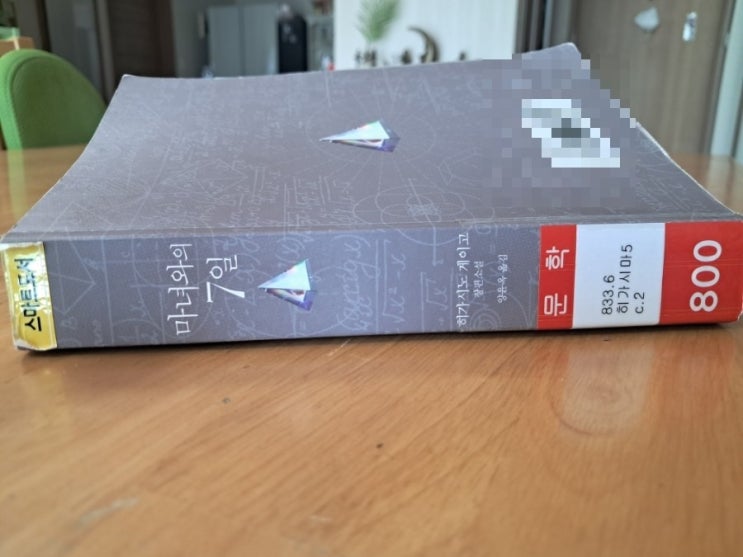 스마트도서
마녀와의
7일
히가시노 게이고
장편소설
양윤옥 옮김
문학
833.6
히가시마5
c.2
800